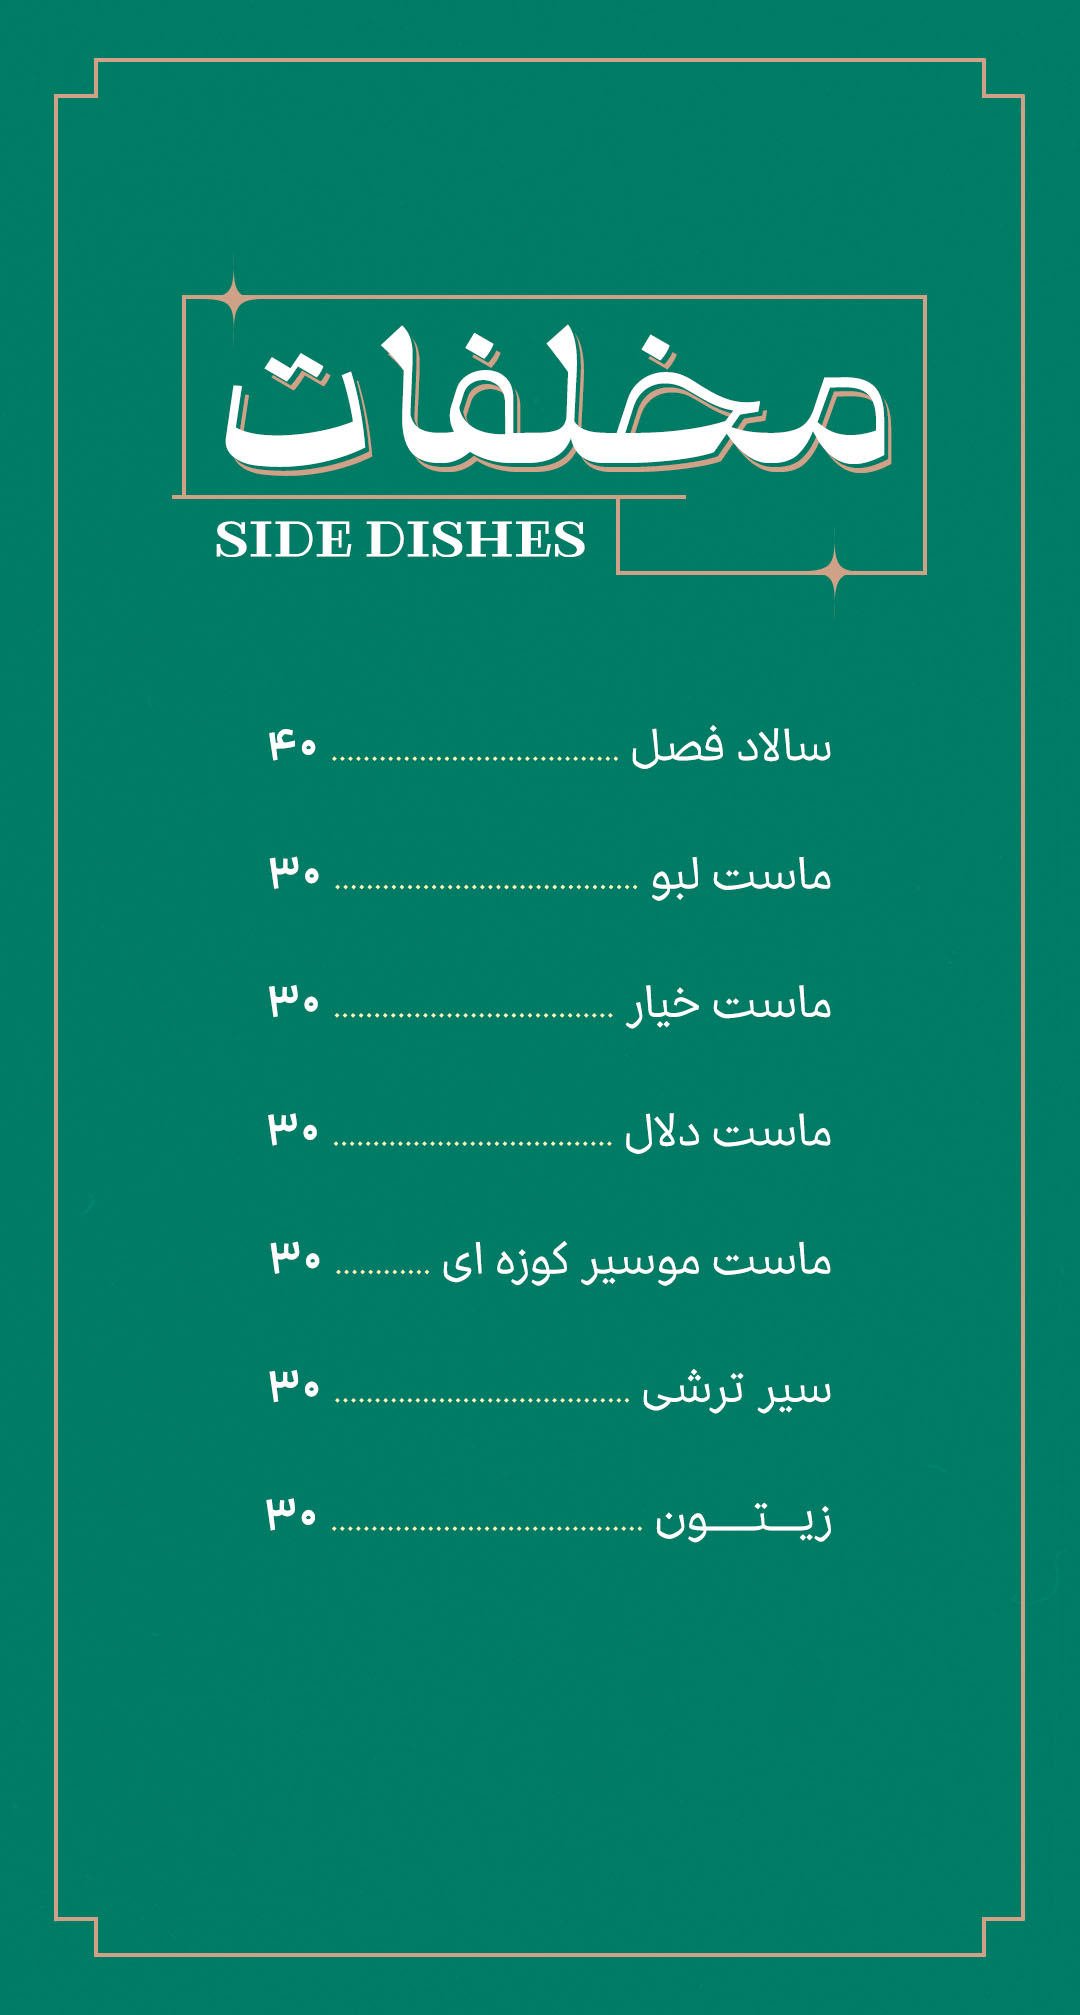 مخلفات
SIDE DISHES
سالاد فصل ........................ ۴۰
ماست لبو ........................ ۳۰
ماست خیار ........................ ۳۰
ماست دلال ........................ ۳۰
ماست موسیر کوزه ای ............ ۳۰
سیر ترشی ........................ ۳۰
زیـــتـــون ........................ ۳۰